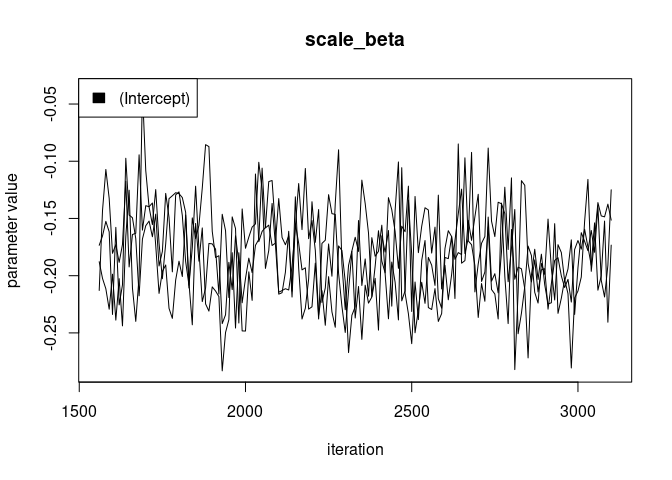 scale_beta
(Intercept)
parameter value
-0.05
-0.10
-0.15
-0.20
-0.25
1500 2000 2500 3000
iteration